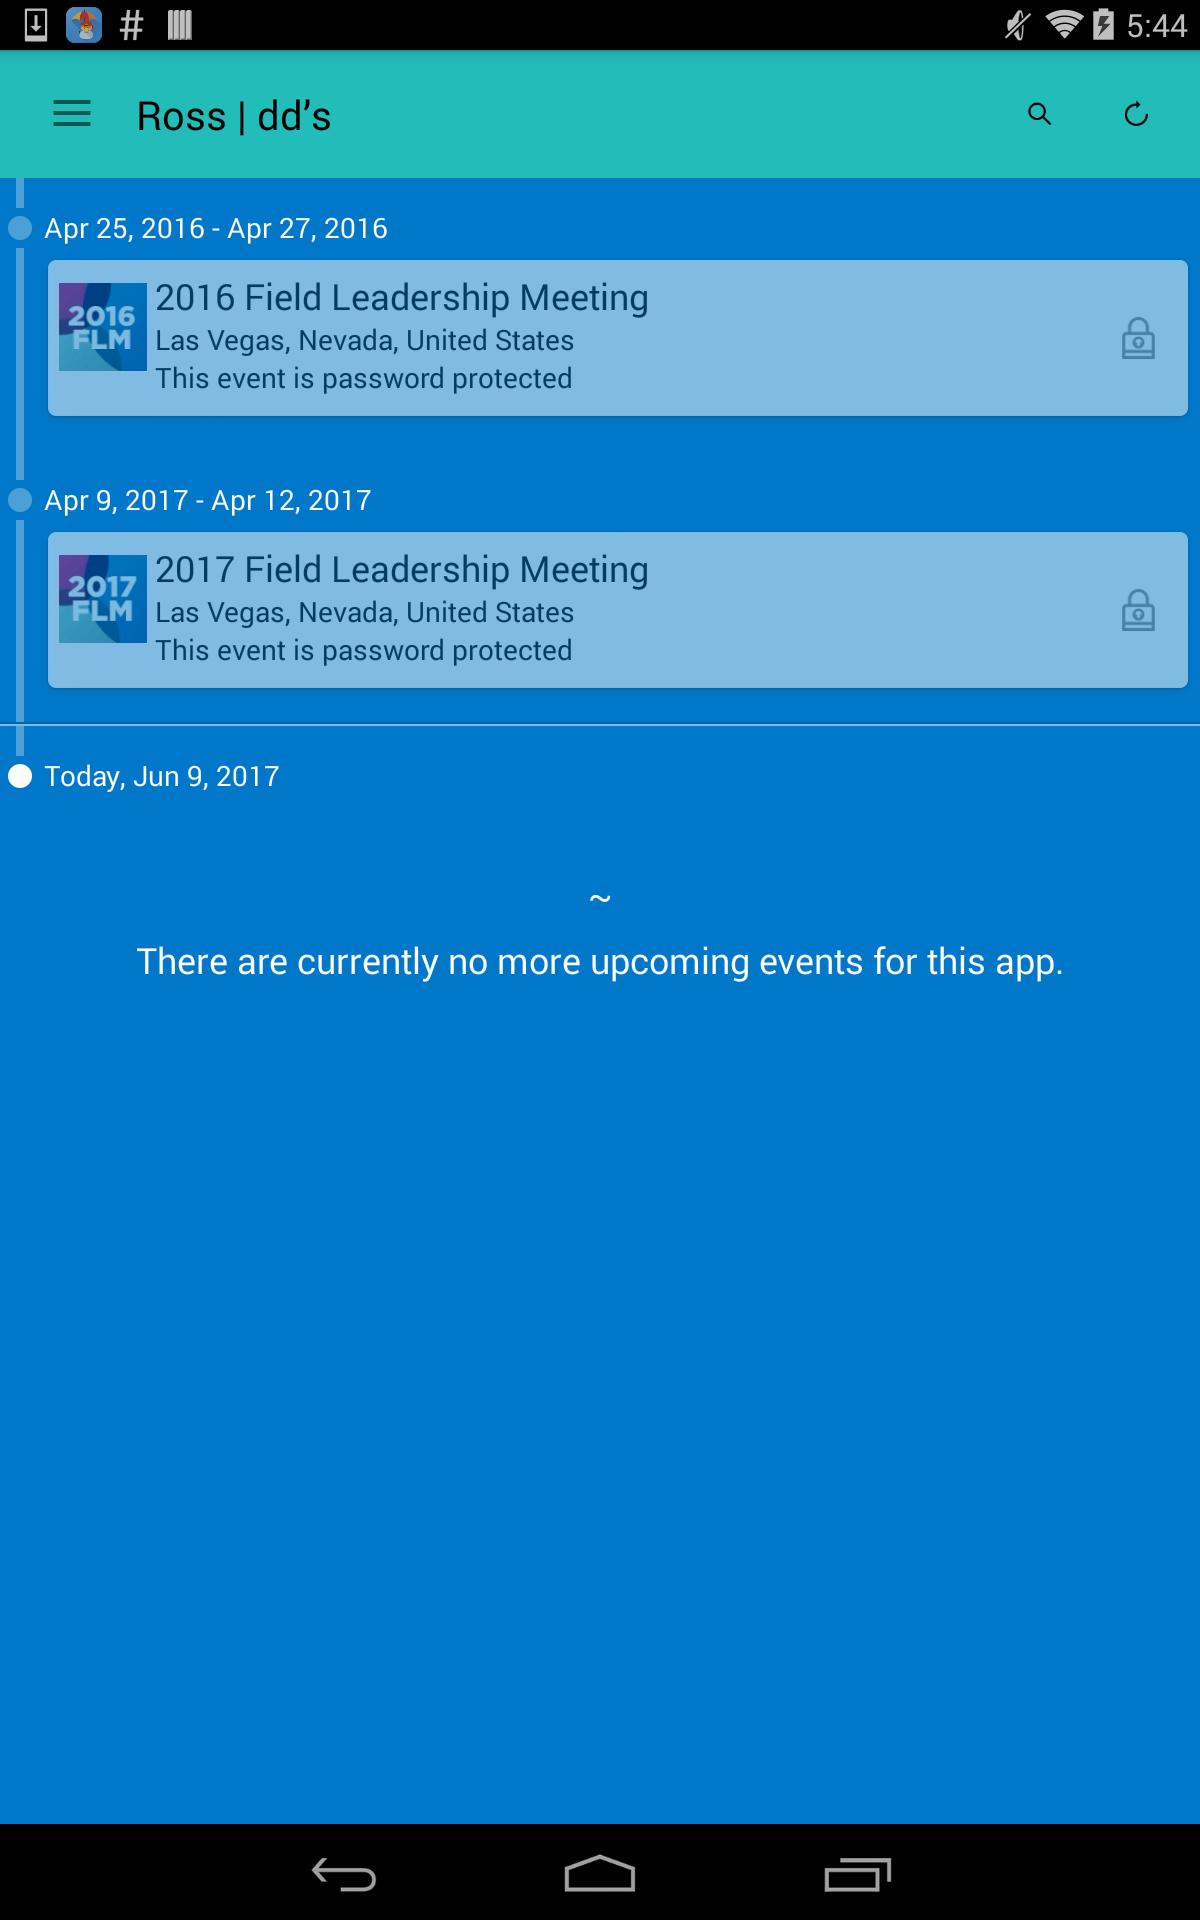 5:44
Ross | dd’s
Apr 25, 2016 - Apr 27, 2016
2016 FLM
2016 Field Leadership Meeting
Las Vegas, Nevada, United States
This event is password protected
Apr 9, 2017 - Apr 12, 2017
2017 FLM
2017 Field Leadership Meeting
Las Vegas, Nevada, United States
This event is password protected
Today, Jun 9, 2017
~
There are currently no more upcoming events for this app.